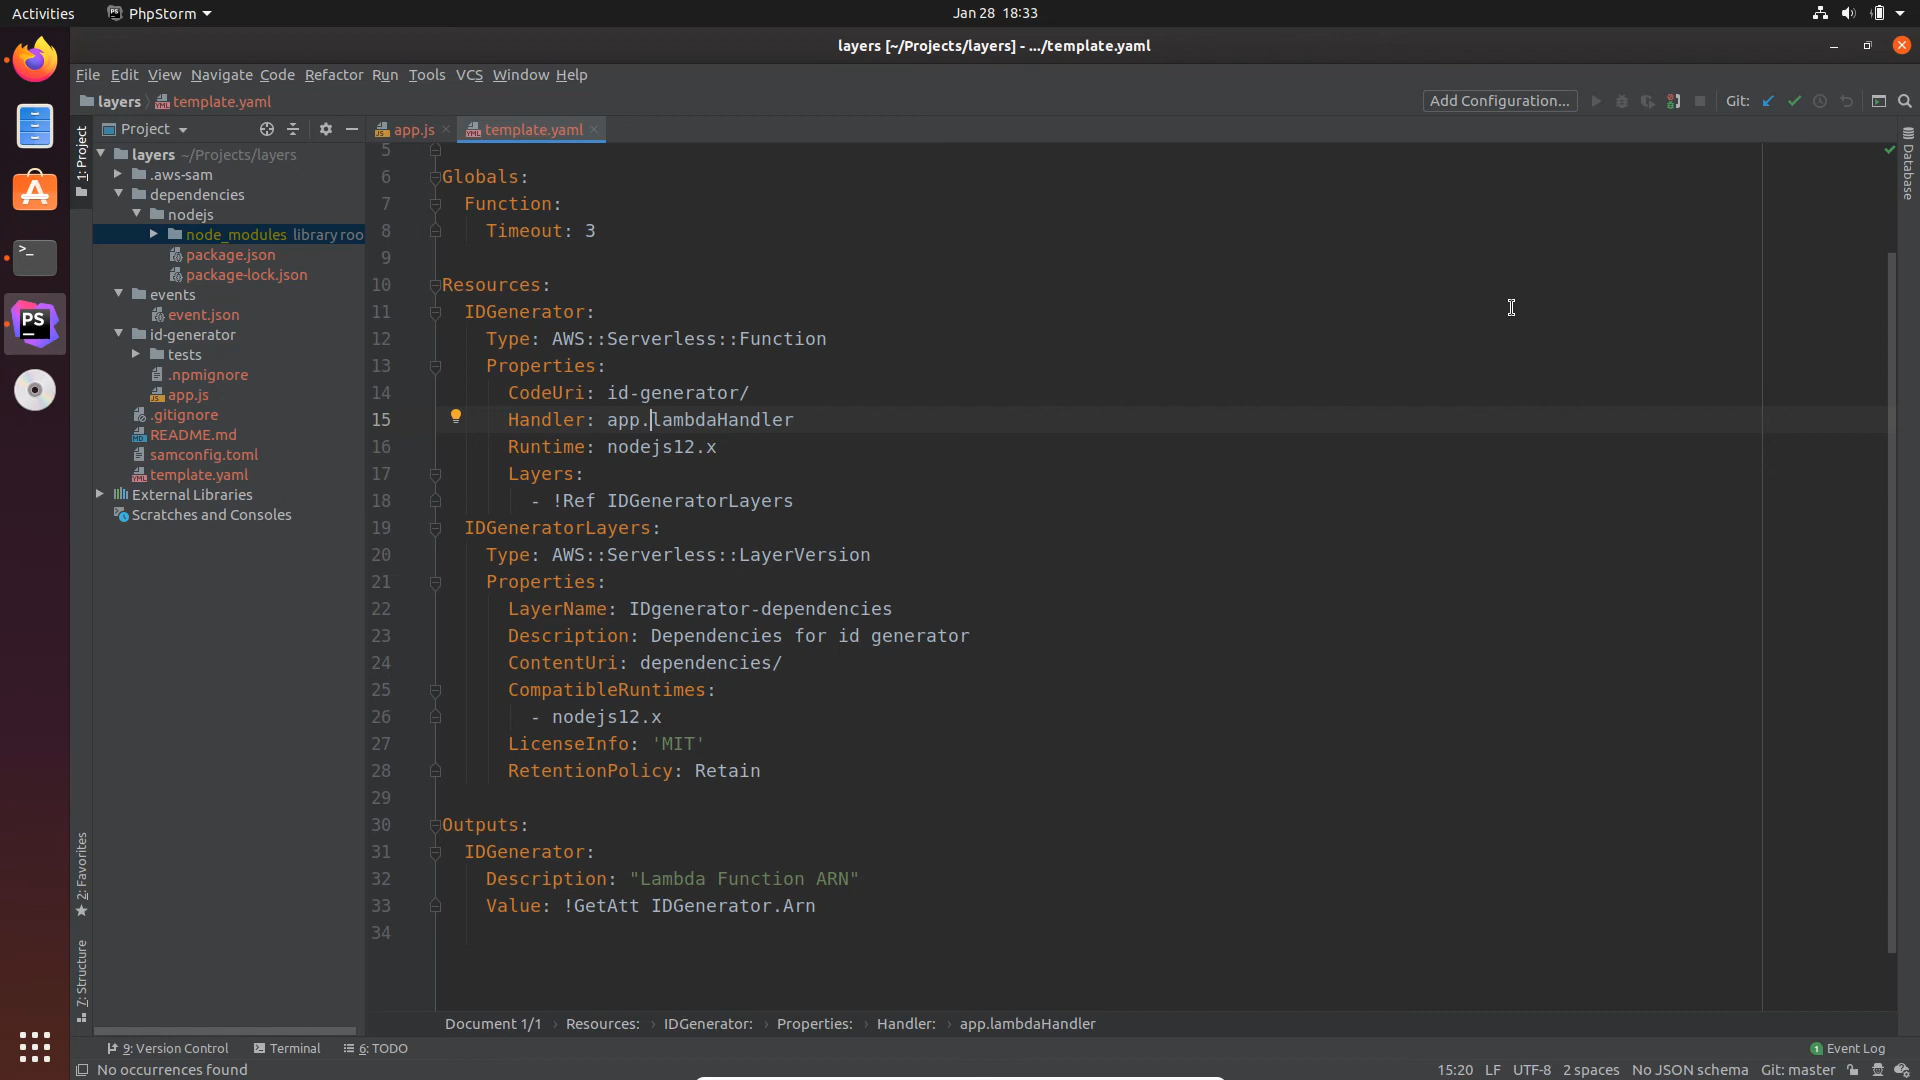 Activities PhpStorm Jan 28 18:33
layers [~/Projects/layers] - .../template.yaml
File Edit View Navigate Code Refactor Run Tools VCS Window Help
layers template.yaml Add Configuration... Git:
Project app.js template.yaml
1: Project
Database
layers ~/Projects/layers
.aws-sam
dependencies
nodejs
node_modules library roo
package.json
package-lock.json
events
event.json
id-generator
tests
.npmignore
app.js
.gitignore
README.md
samconfig.toml
template.yaml
External Libraries
Scratches and Consoles
5
6 Globals:
7 Function:
8 Timeout: 3
9
10 Resources:
11 IDGenerator:
12 Type: AWS::Serverless::Function
13 Properties:
14 CodeUri: id-generator/
15 Handler: app.lambdaHandler
16 Runtime: nodejs12.x
17 Layers:
18 - !Ref IDGeneratorLayers
19 IDGeneratorLayers:
20 Type: AWS::Serverless::LayerVersion
21 Properties:
22 LayerName: IDgenerator-dependencies
23 Description: Dependencies for id generator
24 ContentUri: dependencies/
25 CompatibleRuntimes:
26 - nodejs12.x
27 LicenseInfo: 'MIT'
28 RetentionPolicy: Retain
29
30 Outputs:
31 IDGenerator:
32 Description: "Lambda Function ARN"
33 Value: !GetAtt IDGenerator.Arn
34
2: Favorites
7: Structure
PS
Document 1/1 Resources: IDGenerator: Properties: Handler: app.lambdaHandler
9: Version Control Terminal 6: TODO 1 Event Log
No occurrences found 15:20 LF UTF-8 2 spaces No JSON schema Git: master